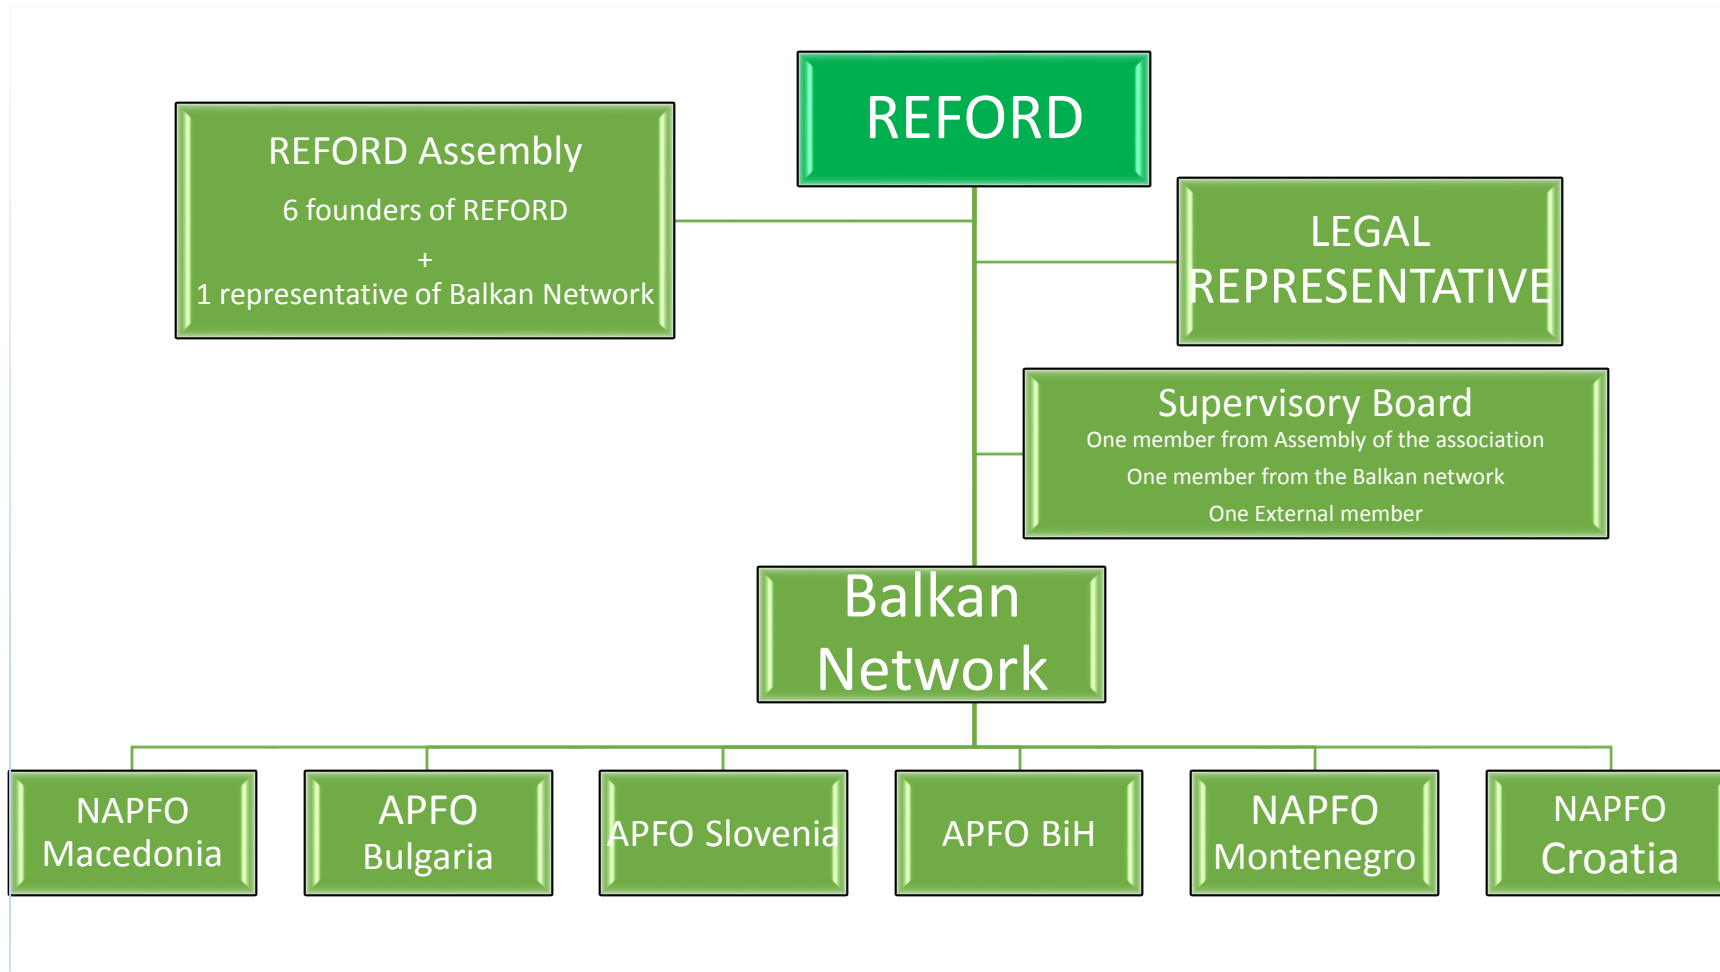 REFORD
REFORD Assembly
6 founders of REFORD
+
1 representative of Balkan Network
LEGAL
REPRESENTATIVE
Supervisory Board
One member from Assembly of the association
One member from the Balkan network
One External member
Balkan
Network
NAPFO
Macedonia
APFO
Bulgaria
APFO Slovenia
APFO BiH
NAPFO
Montenegro
NAPFO
Croatia